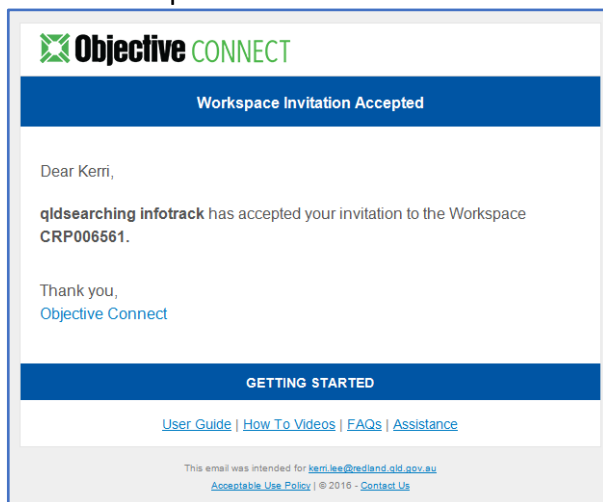 Objective CONNECT
Workspace Invitation Accepted
Dear Kerri,
qldsearching infotrack has accepted your invitation to the Workspace
CRP006561.
Thank you,
Objective Connect
GETTING STARTED
User Guide | How To Videos | FAQs | Assistance
This email was intended for kerri.lee@redland.qld.gov.au
Acceptable Use Policy | © 2016 - Contact Us